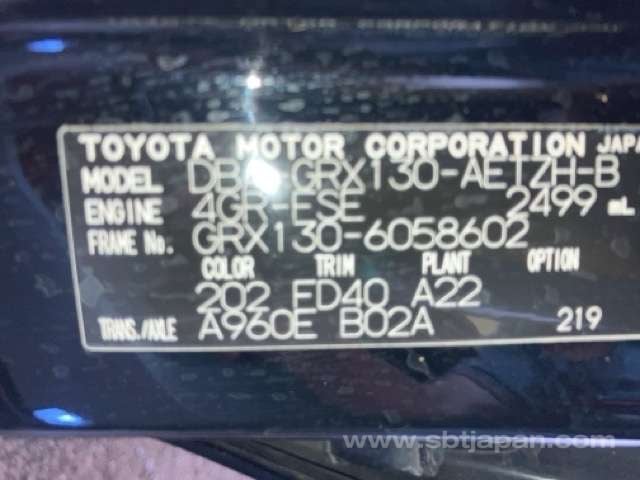 TOYOTA MOTOR CORPORATION JAPA
MODEL DBA-GRX130-AETZH-B
ENGINE 4GR-FSE 2499 mL
FRAME No. GRX130-6058602
COLOR TRIM PLANT OPTION
202 FD40 A22
TRANS./AXLE A960E B02A 219
www.sbtjapan.com